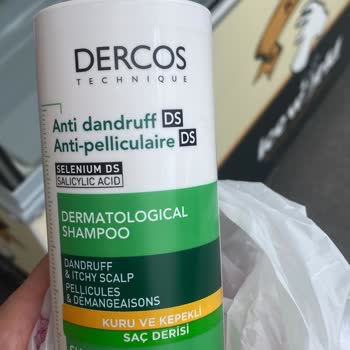 DERCOS
TECHNIQUE
Anti dandruff DS
Anti-pelliculaire DS
SELENIUM DS
SALICYLIC ACID
DERMATOLOGICAL
SHAMPOO
DANDRUFF
& ITCHY SCALP
PELLICULES
& DÉMANGEAISONS
KURU VE KEPEKLİ
SAÇ DERİSİ